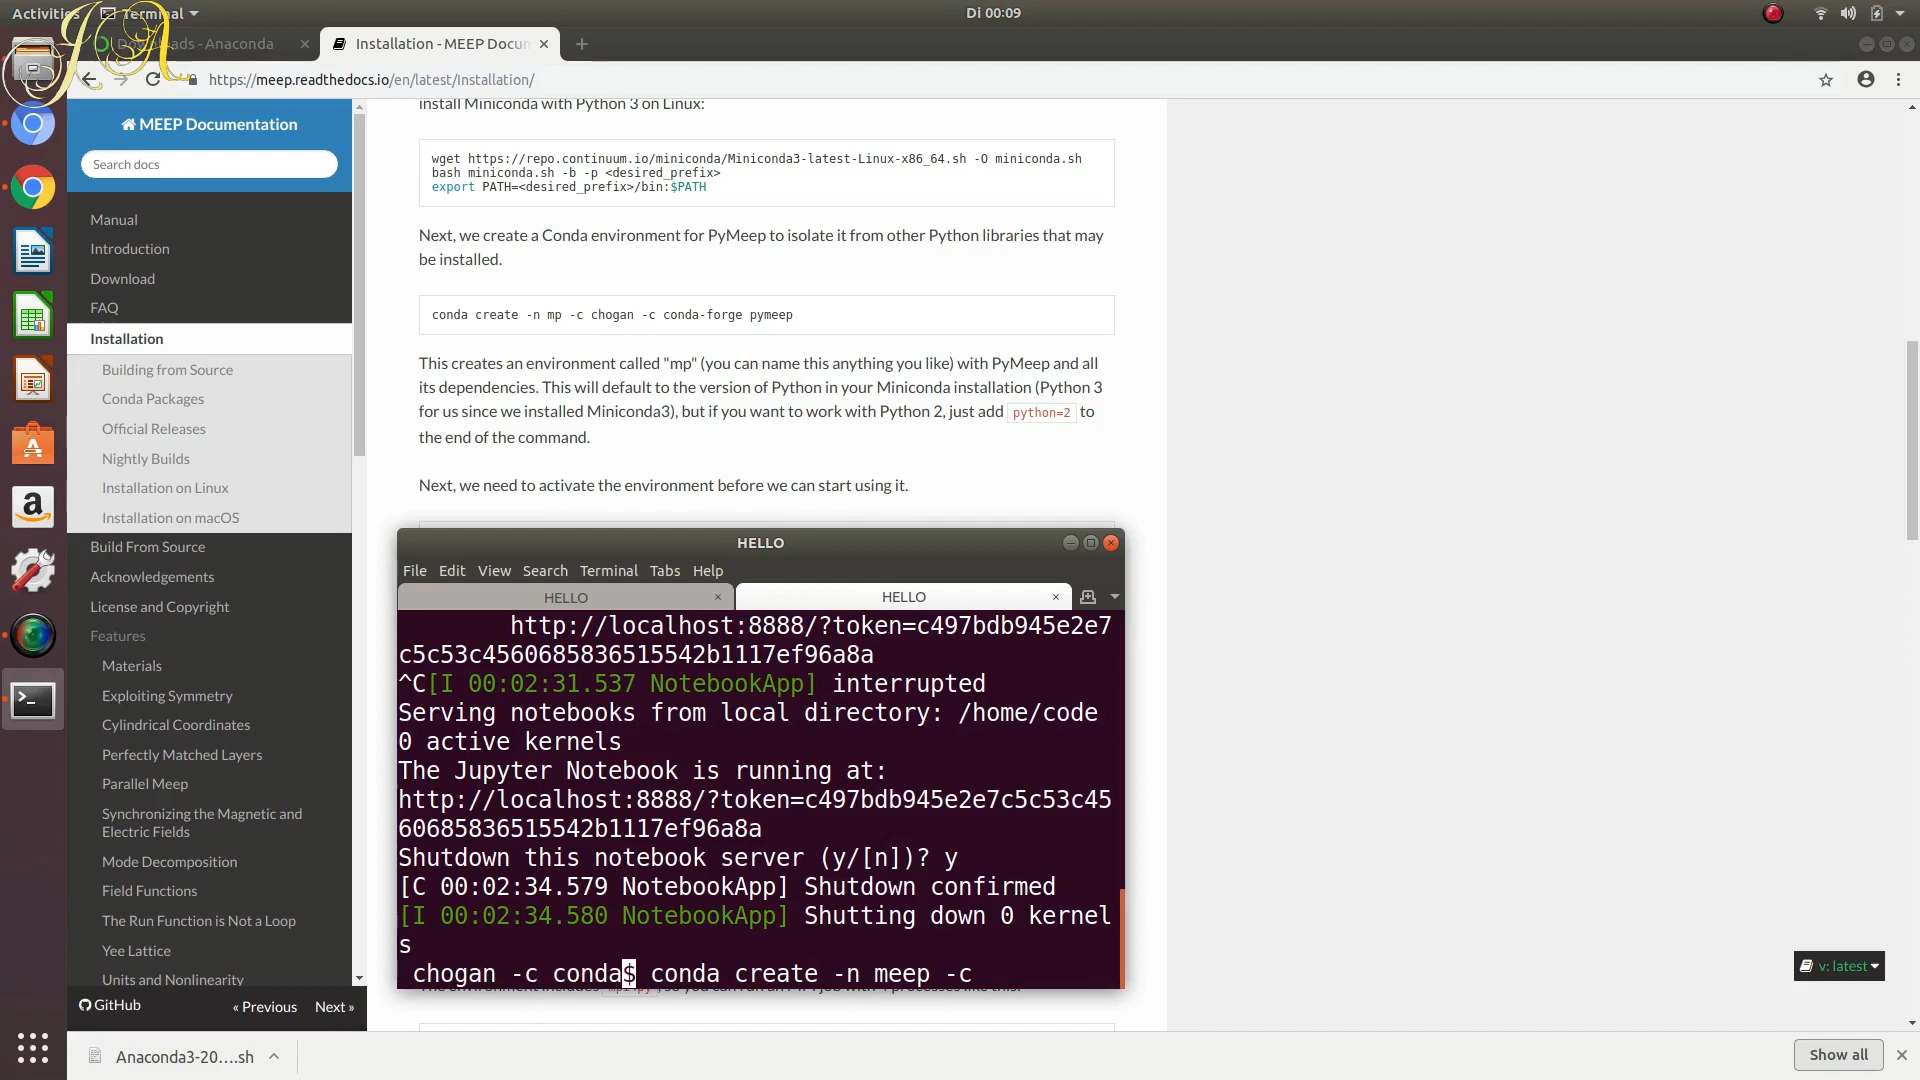 Activities
Terminal
Di 00:09
JA
Downloads - Anaconda
Installation - MEEP Docu
https://meep.readthedocs.io/en/latest/Installation/
MEEP Documentation
Search docs
Manual
Introduction
Download
FAQ
Installation
Building from Source
Conda Packages
Official Releases
Nightly Builds
Installation on Linux
Installation on macOS
Build From Source
Acknowledgements
License and Copyright
Features
Materials
Exploiting Symmetry
Cylindrical Coordinates
Perfectly Matched Layers
Parallel Meep
Synchronizing the Magnetic and
Electric Fields
Mode Decomposition
Field Functions
The Run Function is Not a Loop
Yee Lattice
Units and Nonlinearity
GitHub
« Previous
Next »
install Miniconda with Python 3 on Linux:
wget https://repo.continuum.io/miniconda/Miniconda3-latest-Linux-x86_64.sh -O miniconda.sh
bash miniconda.sh -b -p <desired_prefix>
export PATH=<desired_prefix>/bin:$PATH
Next, we create a Conda environment for PyMeep to isolate it from other Python libraries that may
be installed.
conda create -n mp -c chogan -c conda-forge pymeep
This creates an environment called "mp" (you can name this anything you like) with PyMeep and all
its dependencies. This will default to the version of Python in your Miniconda installation (Python 3
for us since we installed Miniconda3), but if you want to work with Python 2, just add python=2 to
the end of the command.
Next, we need to activate the environment before we can start using it.
HELLO
File Edit View Search Terminal Tabs Help
HELLO
HELLO
http://localhost:8888/?token=c497bdb945e2e7
c5c53c4560685836515542b1117ef96a8a
^C[I 00:02:31.537 NotebookApp] interrupted
Serving notebooks from local directory: /home/code
0 active kernels
The Jupyter Notebook is running at:
http://localhost:8888/?token=c497bdb945e2e7c5c53c45
60685836515542b1117ef96a8a
Shutdown this notebook server (y/[n])? y
[C 00:02:34.579 NotebookApp] Shutdown confirmed
[I 00:02:34.580 NotebookApp] Shutting down 0 kernel
s
chogan -c conda$ conda create -n meep -c
v: latest
Anaconda3-20....sh
Show all